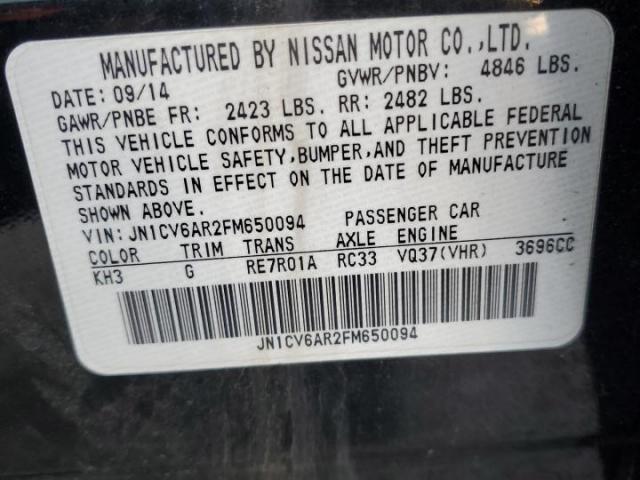 MANUFACTURED BY NISSAN MOTOR CO.,LTD.
DATE: 09/14 GVWR/PNBV: 4846 LBS.
GAWR/PNBE FR: 2423 LBS. RR: 2482 LBS.
THIS VEHICLE CONFORMS TO ALL APPLICABLE FEDERAL
MOTOR VEHICLE SAFETY,BUMPER,AND THEFT PREVENTION
STANDARDS IN EFFECT ON THE DATE OF MANUFACTURE
SHOWN ABOVE.
VIN: JN1CV6AR2FM650094 PASSENGER CAR
COLOR TRIM TRANS AXLE ENGINE
KH3 G RE7R01A RC33 VQ37(VHR) 3696CC
JN1CV6AR2FM650094